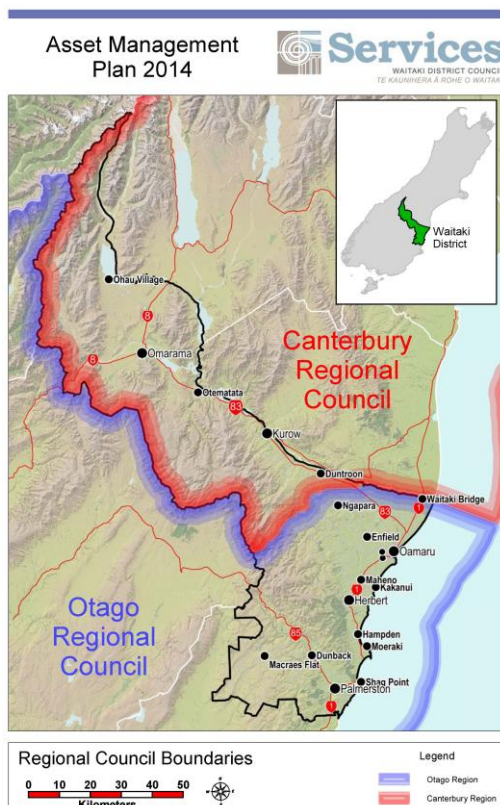 Asset Management
Plan 2014
Services
WAITAKI DISTRICT COUNCIL
TE KAUNIHERA Ā ROHE O WAITAKI
Waitaki
District
Ohau Village
8
8
Omarama
Canterbury
Regional
Council
Otematata
83
Kurow
Duntroon
Waitaki Bridge
Ngapara
83
1
Enfield
Oamaru
Maheno
1
Kakanui
Herbert
Otago
Regional
Council
85
Hampden
Moeraki
Dunback
Macraes Flat
Shag Point
Palmerston
1
Regional Council Boundaries
0 10 20 30 40 50
Kilometers
Legend
Otago Region
Canterbury Region